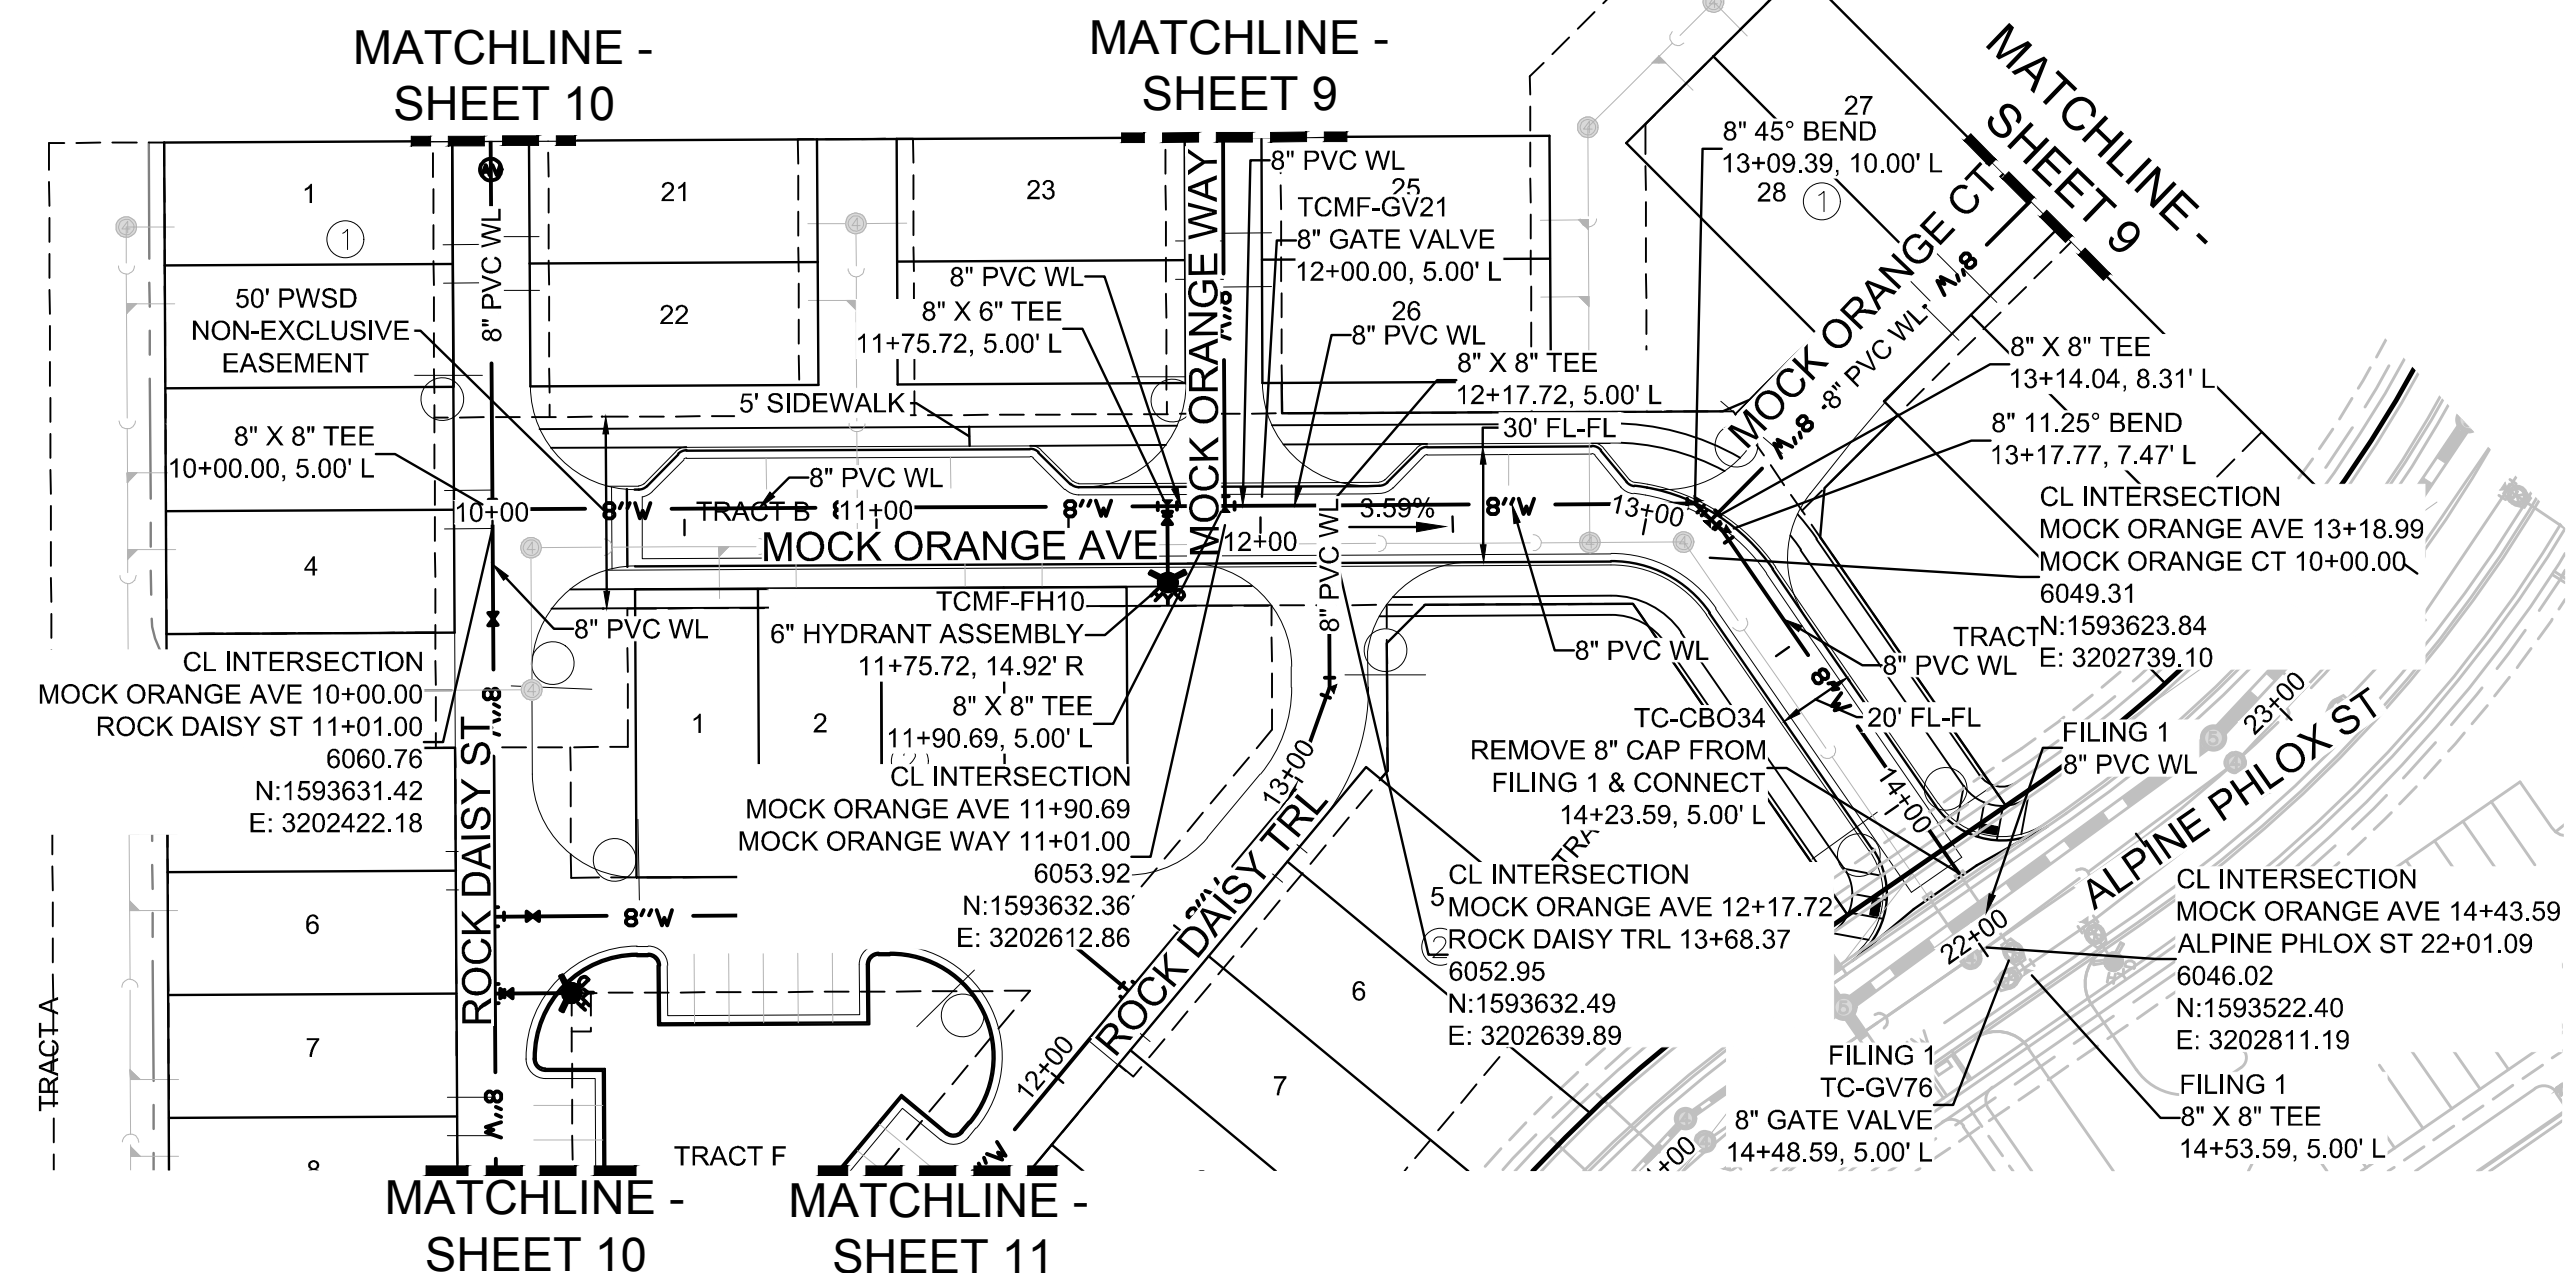 MATCHLINE -
SHEET 10
MATCHLINE -
SHEET 9
MATCHLINE -
SHEET 9
1
1
21
22
23
8" PVC WL
50' PWSD
NON-EXCLUSIVE
EASEMENT
8" X 8" TEE
10+00.00, 5.00' L
4
5' SIDEWALK
8" PVC WL
8" X 6" TEE
11+75.72, 5.00' L
MOCK ORANGE WAY
8"W
8" PVC WL
25
TCMF-GV21
8" GATE VALVE
12+00.00, 5.00' L
26
8" PVC WL
8" X 8" TEE
12+17.72, 5.00' L
30' FL-FL
27
8" 45° BEND
13+09.39, 10.00' L
28
1
MOCK ORANGE CT
8"W
8" PVC WL
8"W
8" X 8" TEE
13+14.04, 8.31' L
8" 11.25° BEND
13+17.77, 7.47' L
CL INTERSECTION
MOCK ORANGE AVE 13+18.99
MOCK ORANGE CT 10+00.00
6049.31
N:1593623.84
E: 3202739.10
10+00
8"W
TRACT B
8" PVC WL
11+00
8"W
MOCK ORANGE AVE
12+00
8" PVC WL
3.59%
8"W
13+00
8" PVC WL
8" PVC WL
TCMF-FH10
6" HYDRANT ASSEMBLY
11+75.72, 14.92' R
8" X 8" TEE
11+90.69, 5.00' L
CL INTERSECTION
MOCK ORANGE AVE 11+90.69
MOCK ORANGE WAY 11+01.00
6053.92
N:1593632.36
E: 3202612.86
CL INTERSECTION
MOCK ORANGE AVE 10+00.00
ROCK DAISY ST 11+01.00
6060.76
N:1593631.42
E: 3202422.18
8"W
ROCK DAISY ST
1
2
TRACT
8" PVC WL
8"W
20' FL-FL
TC-CBO34
REMOVE 8" CAP FROM
FILING 1 & CONNECT
14+23.59, 5.00' L
14+00
FILING 1
8" PVC WL
23+00
ALPINE PHLOX ST
22+00
13+00
ROCK DAISY TRL
8"W
12+00
TRA
5
2
CL INTERSECTION
MOCK ORANGE AVE 12+17.72
ROCK DAISY TRL 13+68.37
6052.95
N:1593632.49
E: 3202639.89
CL INTERSECTION
MOCK ORANGE AVE 14+43.59
ALPINE PHLOX ST 22+01.09
6046.02
N:1593522.40
E: 3202811.19
FILING 1
TC-GV76
8" GATE VALVE
14+48.59, 5.00' L
FILING 1
8" X 8" TEE
14+53.59, 5.00' L
+00
TRACT A
6
7
8"W
8"W
6
7
TRACT F
MATCHLINE -
SHEET 10
MATCHLINE -
SHEET 11